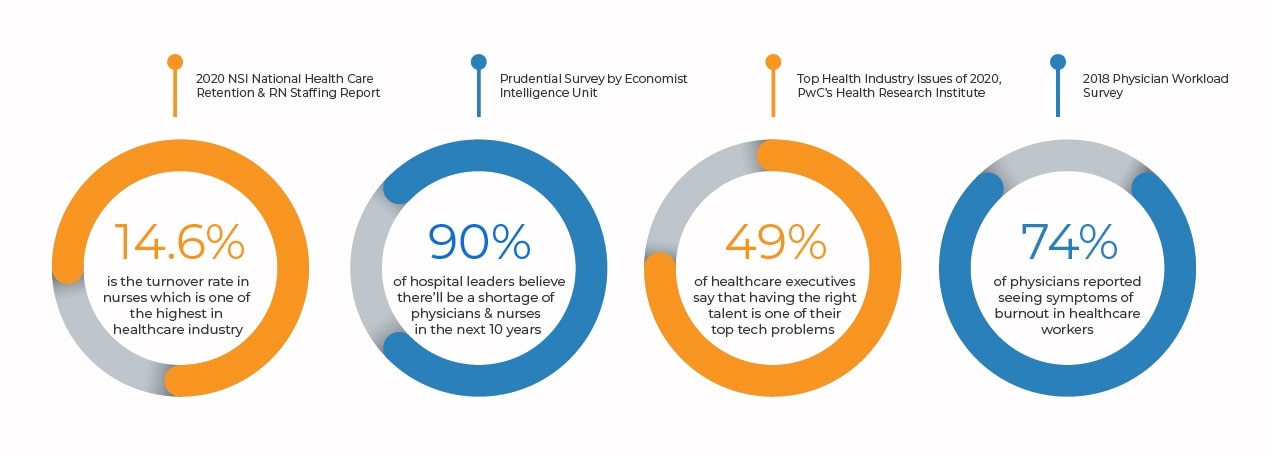 2020 NSI National Health Care
Retention & RN Staffing Report
14.6%
is the turnover rate in
nurses which is one of
the highest in
healthcare industry
Prudential Survey by Economist
Intelligence Unit
90%
of hospital leaders believe
there'll be a shortage of
physicians & nurses
in the next 10 years
Top Health Industry Issues of 2020,
PwC's Health Research Institute
49%
of healthcare executives
say that having the right
talent is one of their
top tech problems
2018 Physician Workload
Survey
74%
of physicians reported
seeing symptoms of
burnout in healthcare
workers